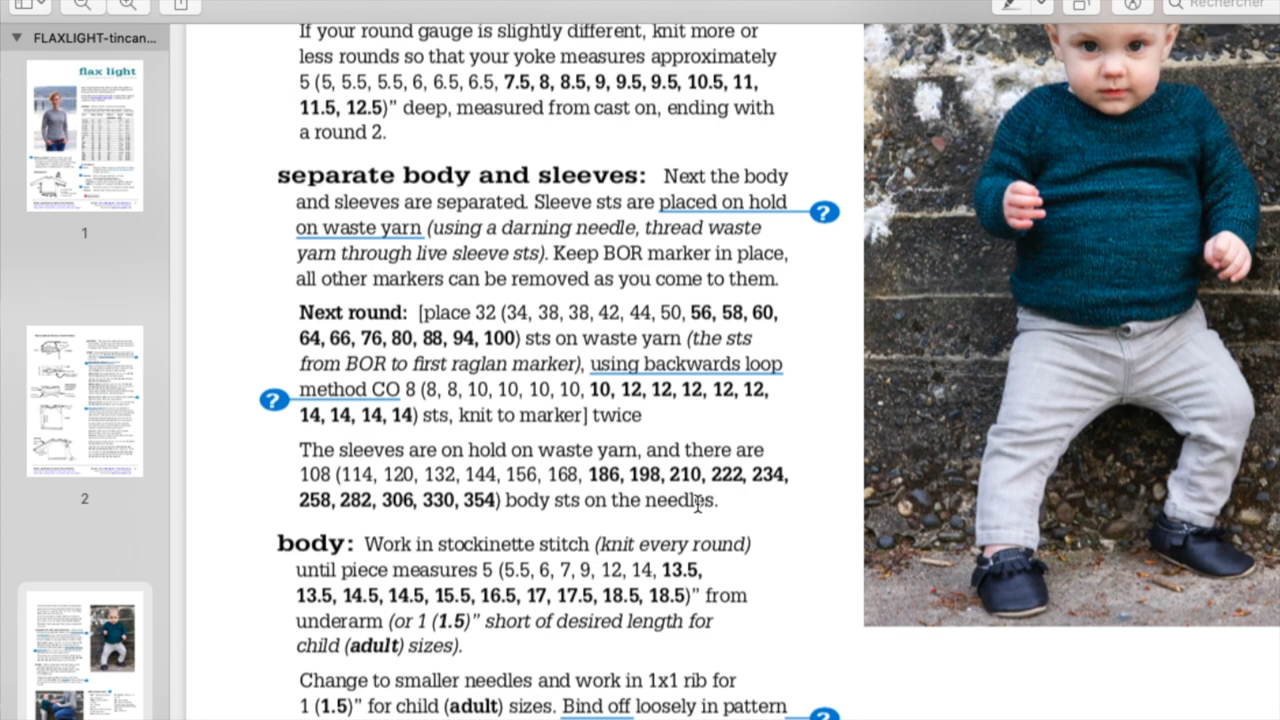 Rechercher
FLAXLIGHT-tincan...
flax light
1
2
If your round gauge is slightly different, knit more or
less rounds so that your yoke measures approximately
5 (5, 5.5, 5.5, 6, 6.5, 6.5, 7.5, 8, 8.5, 9, 9.5, 9.5, 10.5, 11,
11.5, 12.5)” deep, measured from cast on, ending with
a round 2.
separate body and sleeves: Next the body
and sleeves are separated. Sleeve sts are placed on hold
?
on waste yarn (using a darning needle, thread waste
yarn through live sleeve sts). Keep BOR marker in place,
all other markers can be removed as you come to them.
Next round: [place 32 (34, 38, 38, 42, 44, 50, 56, 58, 60,
64, 66, 76, 80, 88, 94, 100) sts on waste yarn (the sts
from BOR to first raglan marker), using backwards loop
? method CO 8 (8, 8, 10, 10, 10, 10, 10, 12, 12, 12, 12, 12,
14, 14, 14, 14) sts, knit to marker] twice
The sleeves are on hold on waste yarn, and there are
108 (114, 120, 132, 144, 156, 168, 186, 198, 210, 222, 234,
258, 282, 306, 330, 354) body sts on the needles.
body: Work in stockinette stitch (knit every round)
until piece measures 5 (5.5, 6, 7, 9, 12, 14, 13.5,
13.5, 14.5, 14.5, 15.5, 16.5, 17, 17.5, 18.5, 18.5)” from
underarm (or 1 (1.5)” short of desired length for
child (adult) sizes).
Change to smaller needles and work in 1x1 rib for
1 (1.5)” for child (adult) sizes. Bind off loosely in pattern
?